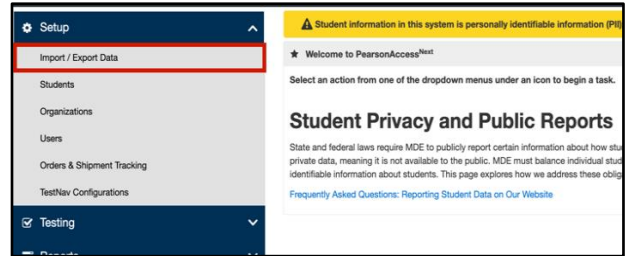 Setup
Import / Export Data
Students
Organizations
Users
Orders & Shipment Tracking
TestNav Configurations
Testing
Reports
Student information in this system is personally identifiable information (PII)
Welcome to PearsonAccessNext
Select an action from one of the dropdown menus under an icon to begin a task.
Student Privacy and Public Reports
State and federal laws require MDE to publicly report certain information about how stu
private data, meaning it is not available to the public. MDE must balance individual stud
identifiable information about students. This page explores how we address these oblig
Frequently Asked Questions: Reporting Student Data on Our Website